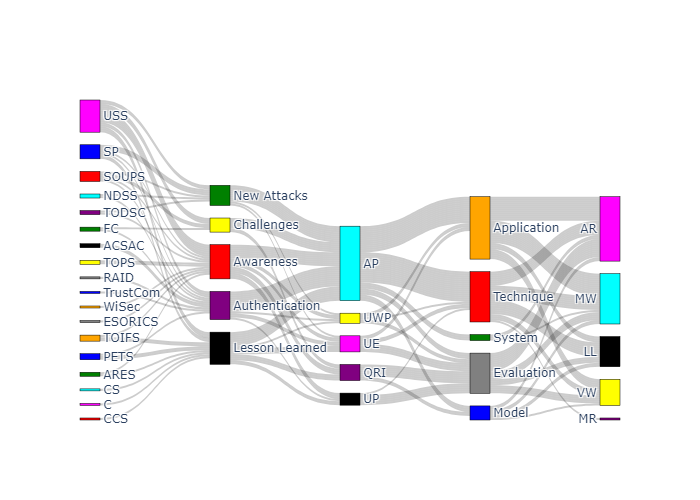 USS
SP
SOUPS
NDSS
TODSC
FC
ACSAC
TOPS
RAID
TrustCom
WiSec
ESORICS
TOIFS
PETS
ARES
CS
C
CCS
New Attacks
Challenges
Awareness
Authentication
Lesson Learned
AP
UWP
UE
QRI
UP
Application
Technique
System
Evaluation
Model
AR
MW
LL
VW
MR